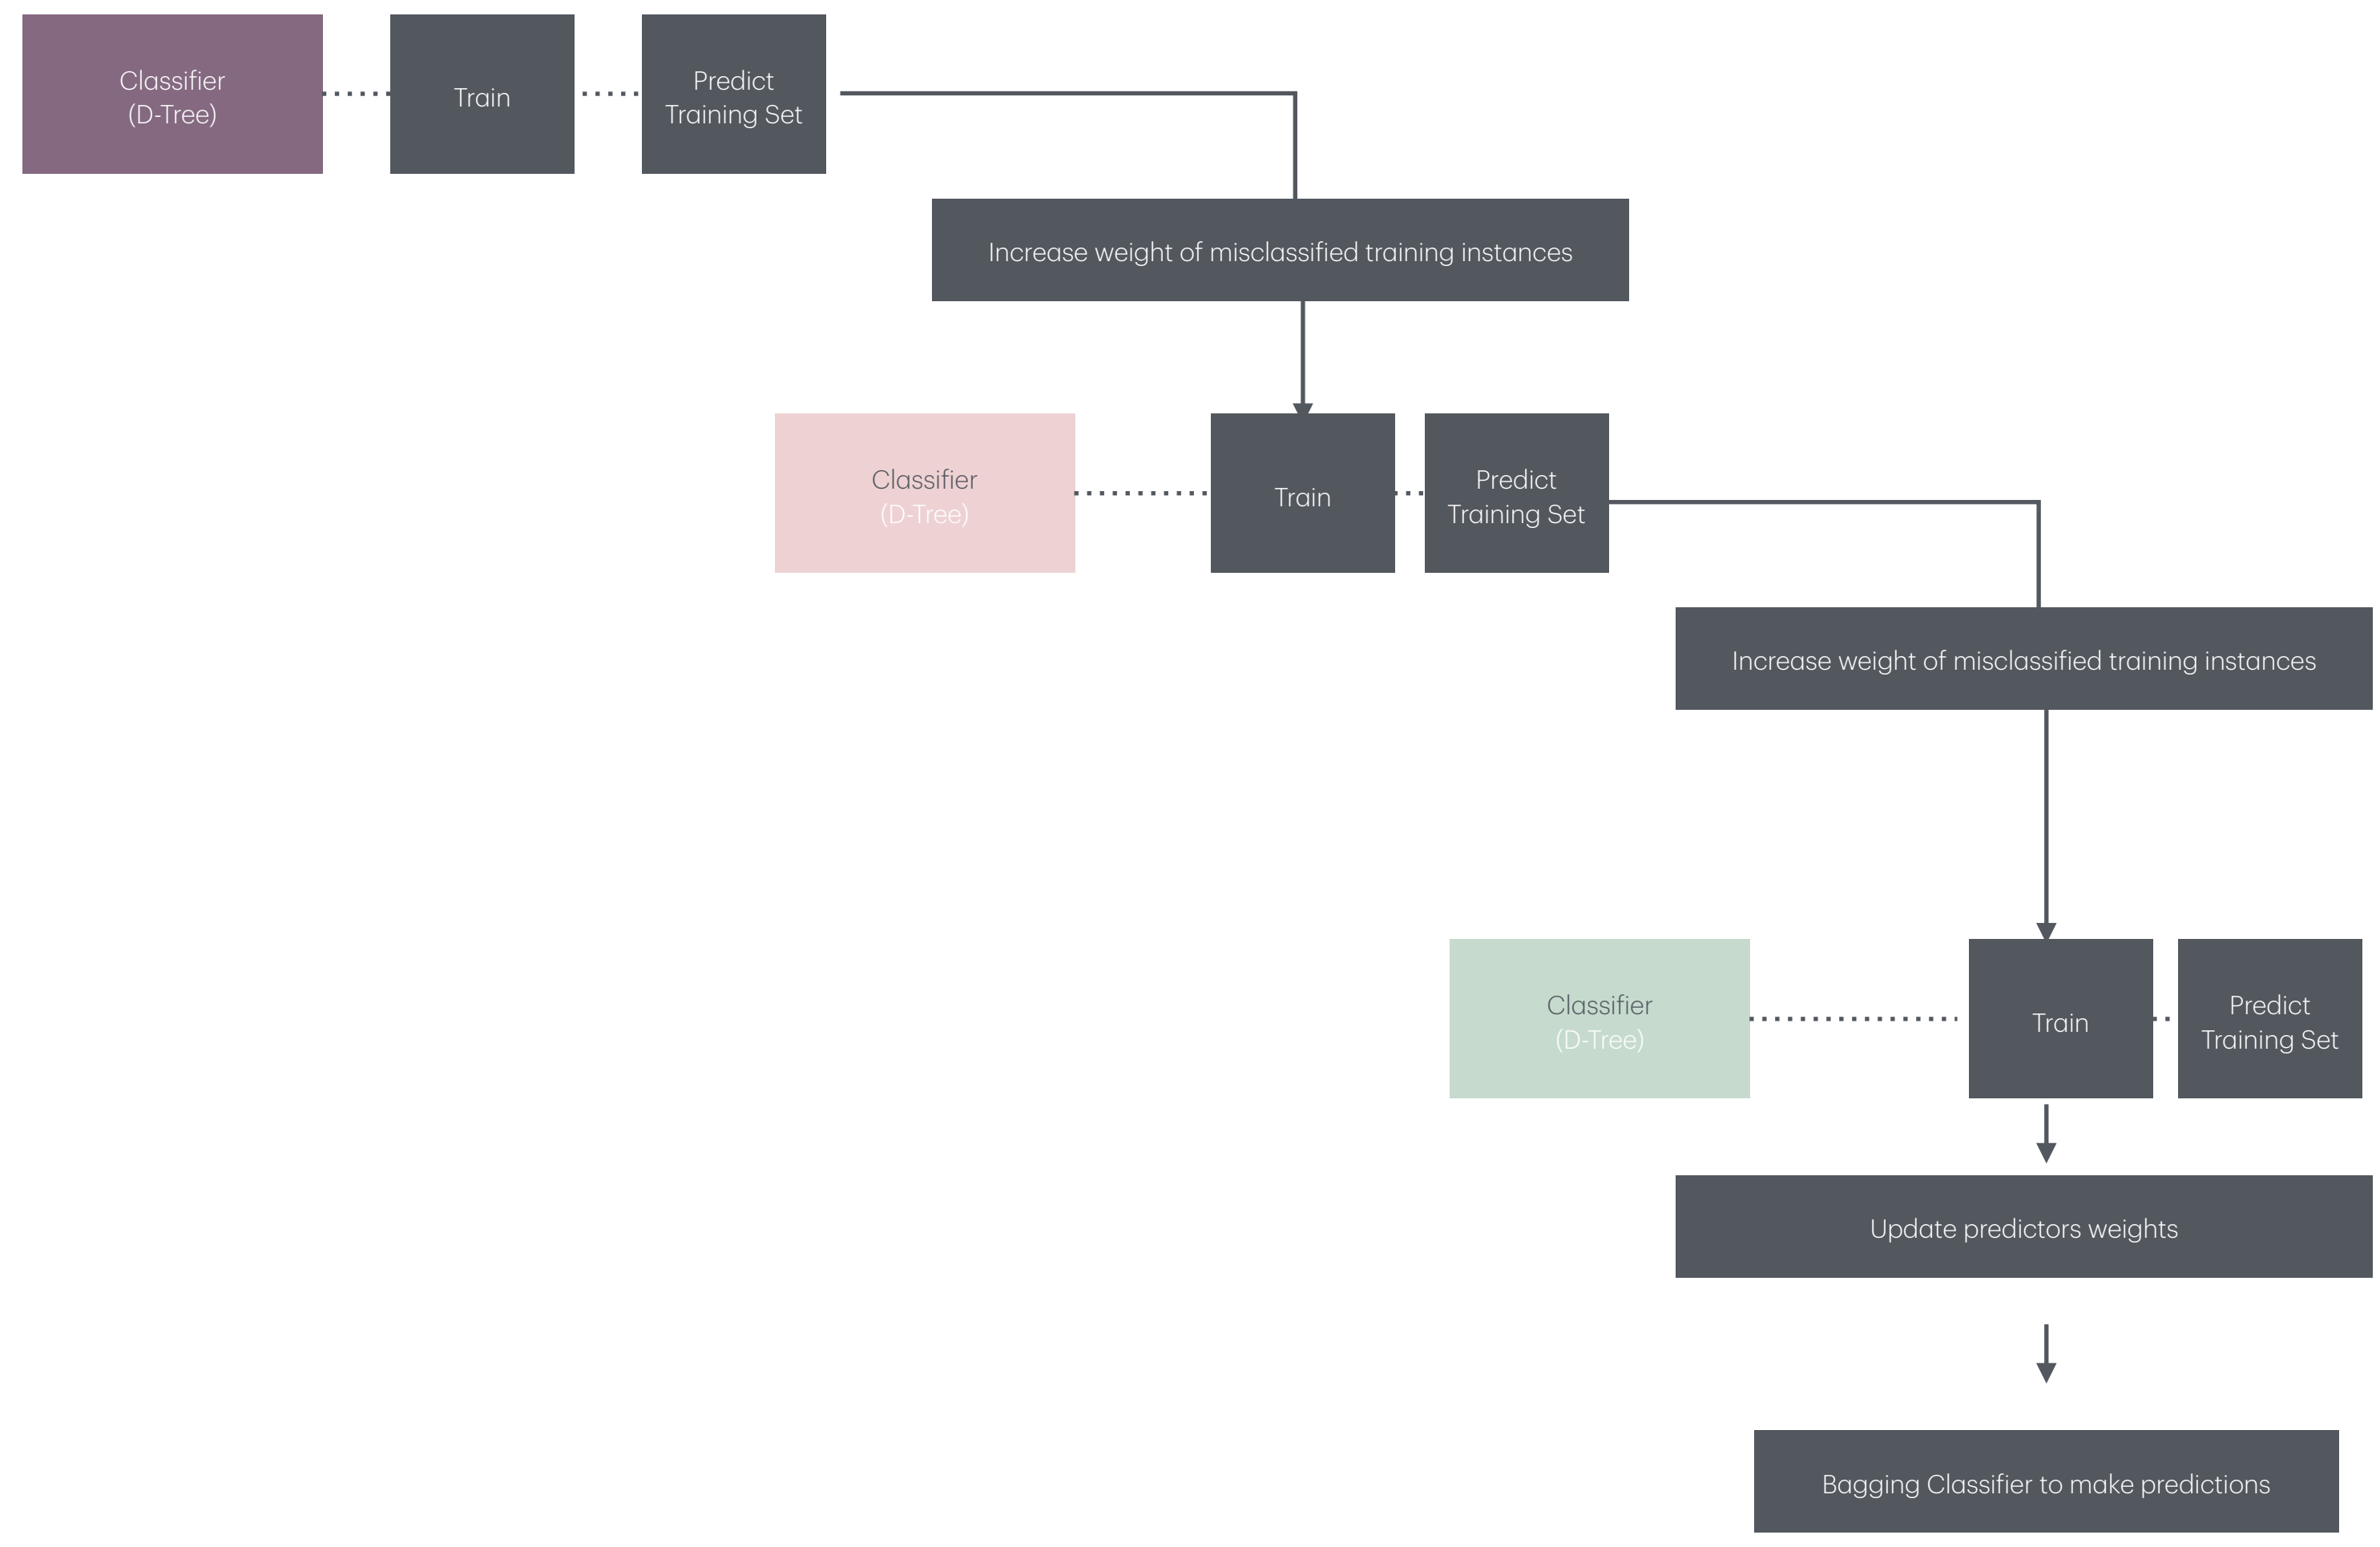 Classifier
(D-Tree)
Train
Predict
Training Set
Increase weight of misclassified training instances
Classifier
(D-Tree)
Train
Predict
Training Set
Increase weight of misclassified training instances
Classifier
(D-Tree)
Train
Predict
Training Set
Update predictors weights
Bagging Classifier to make predictions